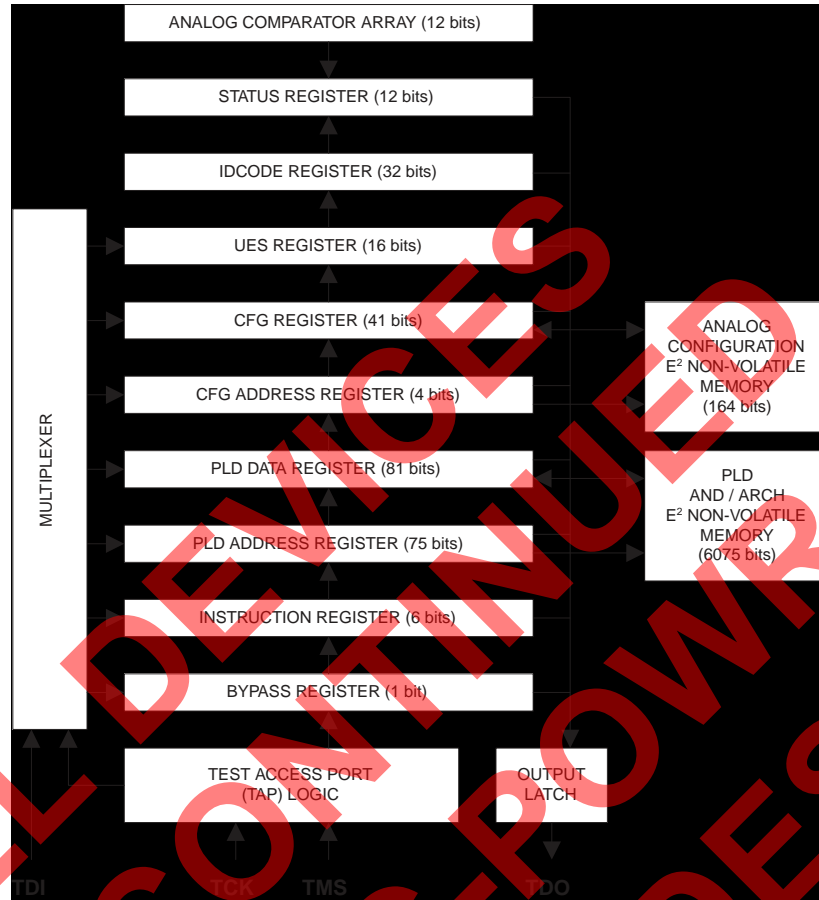 ANALOG COMPARATOR ARRAY (12 bits)
STATUS REGISTER (12 bits)
IDCODE REGISTER (32 bits)
UES REGISTER (16 bits)
CFG REGISTER (41 bits)
CFG ADDRESS REGISTER (4 bits)
PLD DATA REGISTER (81 bits)
PLD ADDRESS REGISTER (75 bits)
INSTRUCTION REGISTER (6 bits)
BYPASS REGISTER (1 bit)
MULTIPLEXER
ANALOG
CONFIGURATION
E² NON-VOLATILE
MEMORY
(164 bits)
PLD
AND / ARCH
E² NON-VOLATILE
MEMORY
(6075 bits)
TEST ACCESS PORT
(TAP) LOGIC
OUTPUT
LATCH
TDI
TCK
TMS
TDO
DEVICES
CONTINUED